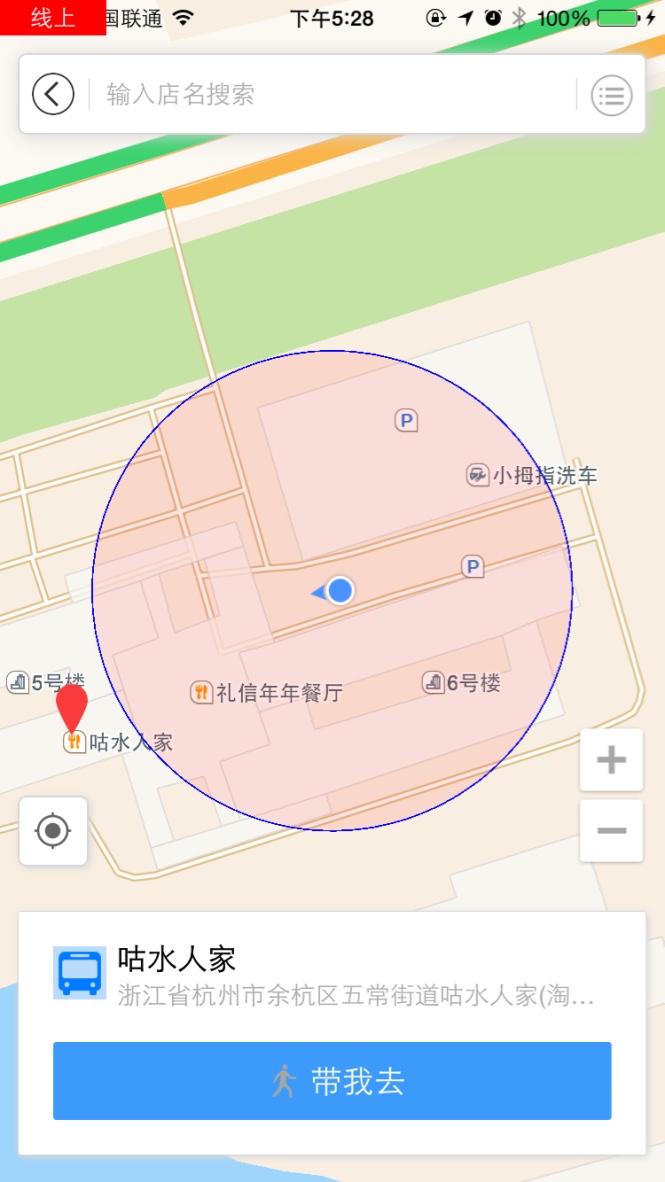 线上 国联通 下午5:28 100%
输入店名搜索
P
小拇指洗车
P
5号楼
礼信年年餐厅
6号楼
咕水人家
咕水人家
浙江省杭州市余杭区五常街道咕水人家(淘...
带我去